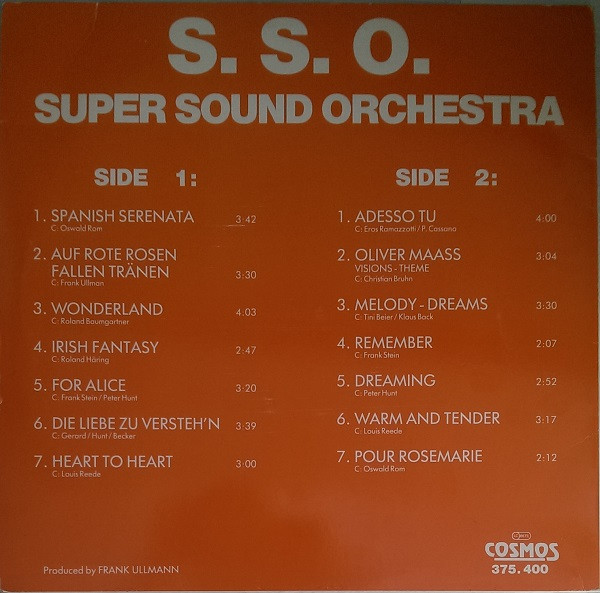 S. S. O.
SUPER SOUND ORCHESTRA
SIDE 1:
1. SPANISH SERENATA 3:42
C: Oswald Rom
2. AUF ROTE ROSEN
FALLEN TRÄNEN 3:30
C: Frank Ullman
3. WONDERLAND 4.03
C: Roland Baumgartner
4. IRISH FANTASY 2:47
C: Roland Häring
5. FOR ALICE 3:20
C: Frank Stein / Peter Hunt
6. DIE LIEBE ZU VERSTEH'N 3:39
C: Gerard / Hunt / Becker
7. HEART TO HEART 3:00
C: Louis Reede
SIDE 2:
1. ADESSO TU 4:00
C: Eros Ramazzotti / P. Cassano
2. OLIVER MAASS 3:04
VISIONS - THEME
C: Christian Bruhn
3. MELODY - DREAMS 3:30
C: Tini Beier / Klaus Back
4. REMEMBER 2:07
C: Frank Stein
5. DREAMING 2:52
C: Peter Hunt
6. WARM AND TENDER 3:17
C: Louis Reede
7. POUR ROSEMARIE 2:12
C: Oswald Rom
Produced by FRANK ULLMANN
COSMOS
375.400